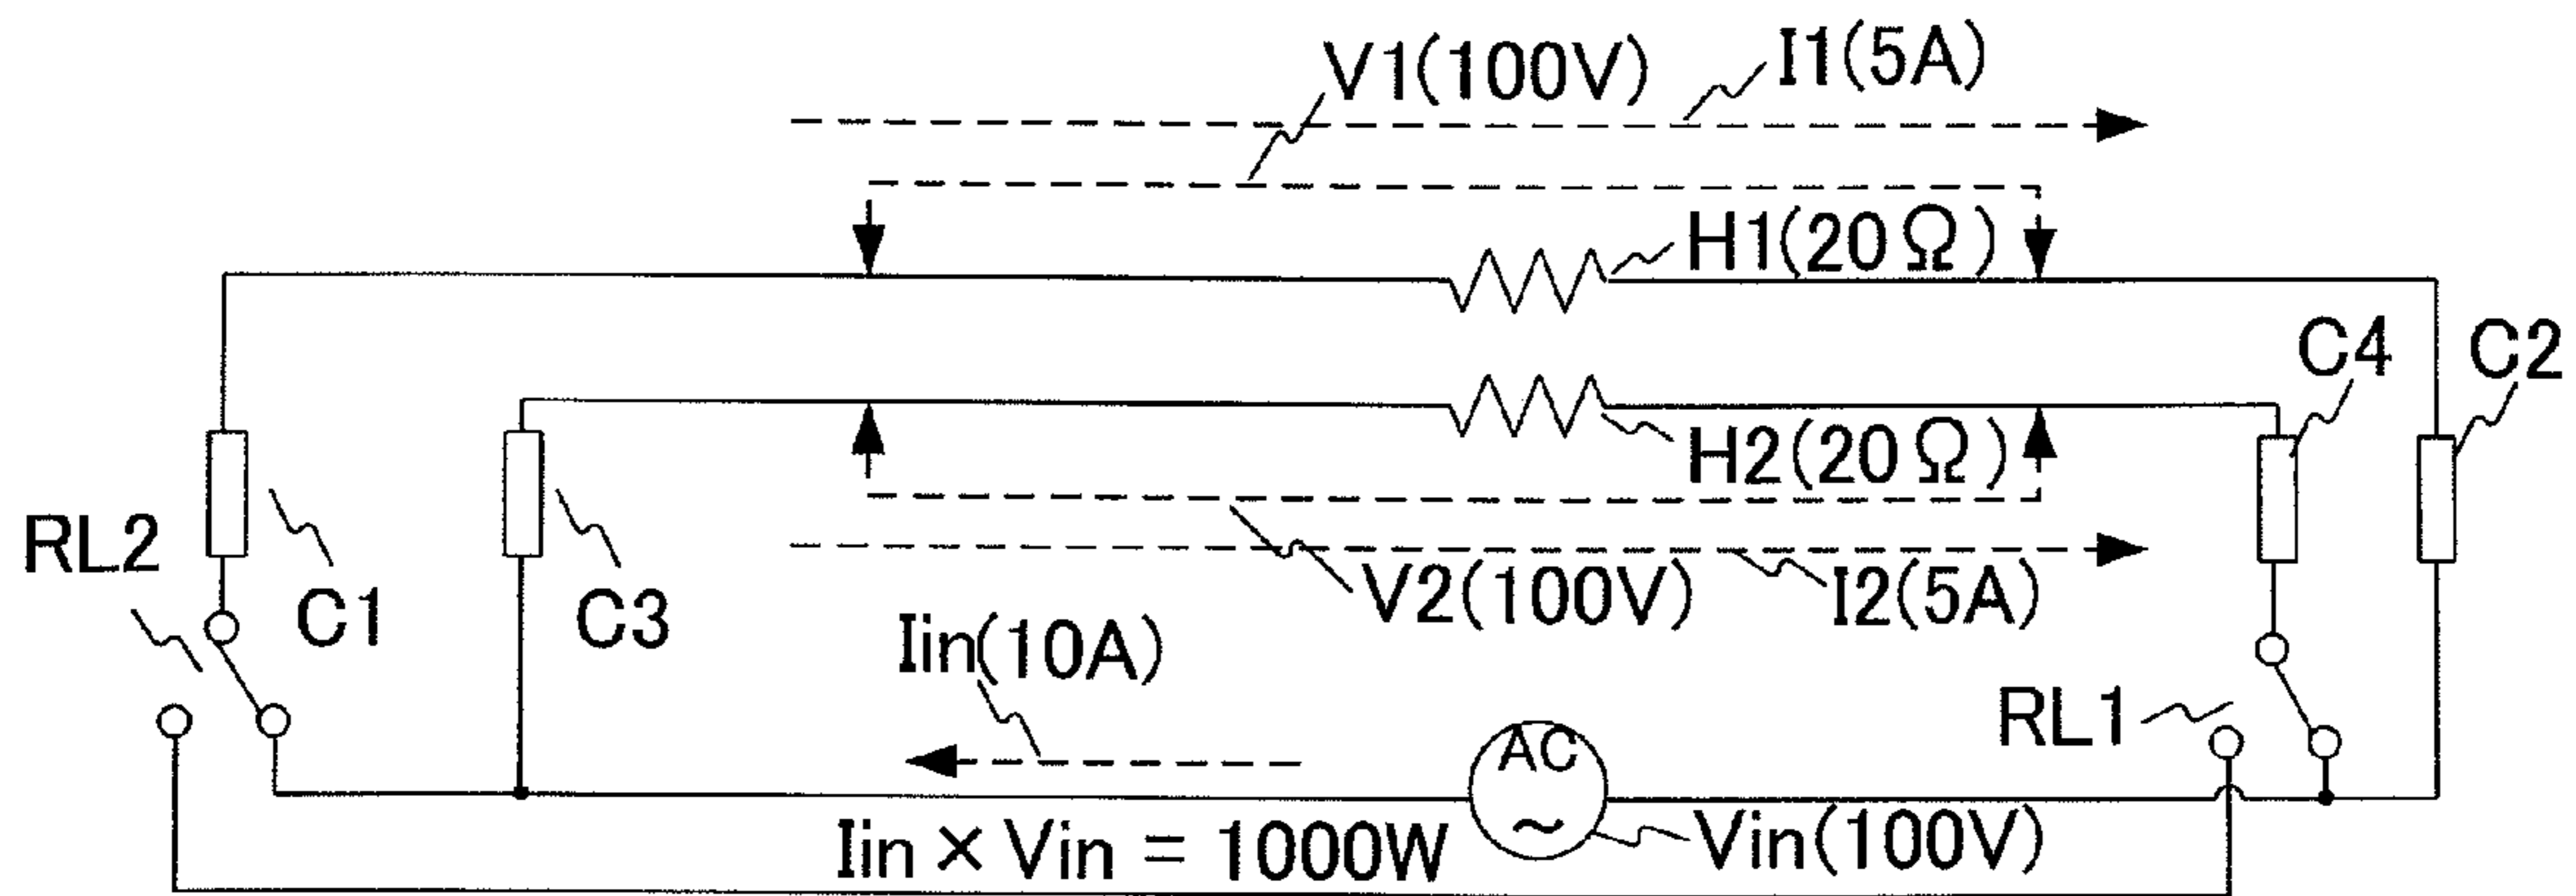 V1(100V)
I1(5A)
H1(20Ω)
C4
C2
H2(20Ω)
RL2
C1
C3
V2(100V)
I2(5A)
Iin(10A)
RL1
AC
~
Iin × Vin = 1000W
Vin(100V)